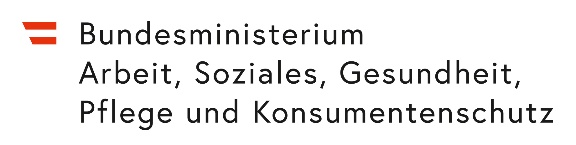 Bundesministerium
Arbeit, Soziales, Gesundheit,
Pflege und Konsumentenschutz